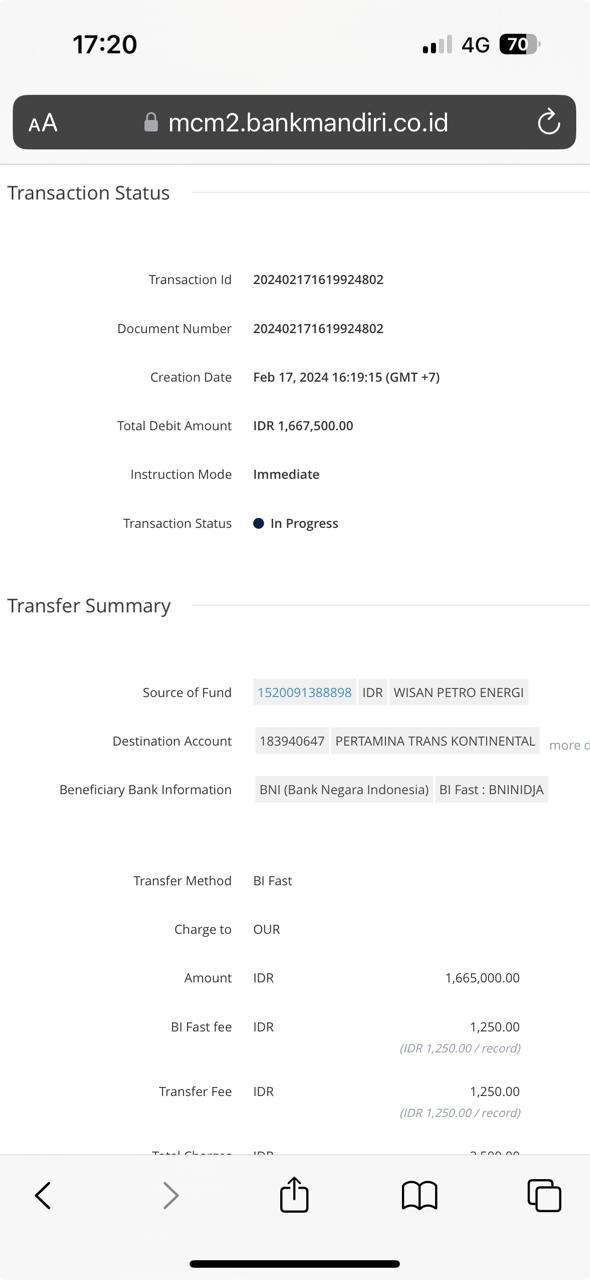 17:20 4G 70
AA mcm2.bankmandiri.co.id
Transaction Status
Transaction Id 202402171619924802
Document Number 202402171619924802
Creation Date Feb 17, 2024 16:19:15 (GMT +7)
Total Debit Amount IDR 1,667,500.00
Instruction Mode Immediate
Transaction Status In Progress
Transfer Summary
Source of Fund 1520091388898 IDR WISAN PETRO ENERGI
Destination Account 183940647 PERTAMINA TRANS KONTINENTAL more
Beneficiary Bank Information BNI (Bank Negara Indonesia) BI Fast : BNINIDJA
Transfer Method BI Fast
Charge to OUR
Amount IDR 1,665,000.00
BI Fast fee IDR 1,250.00
(IDR 1,250.00 / record)
Transfer Fee IDR 1,250.00
(IDR 1,250.00 / record)
Total Charges IDR 2,500.00